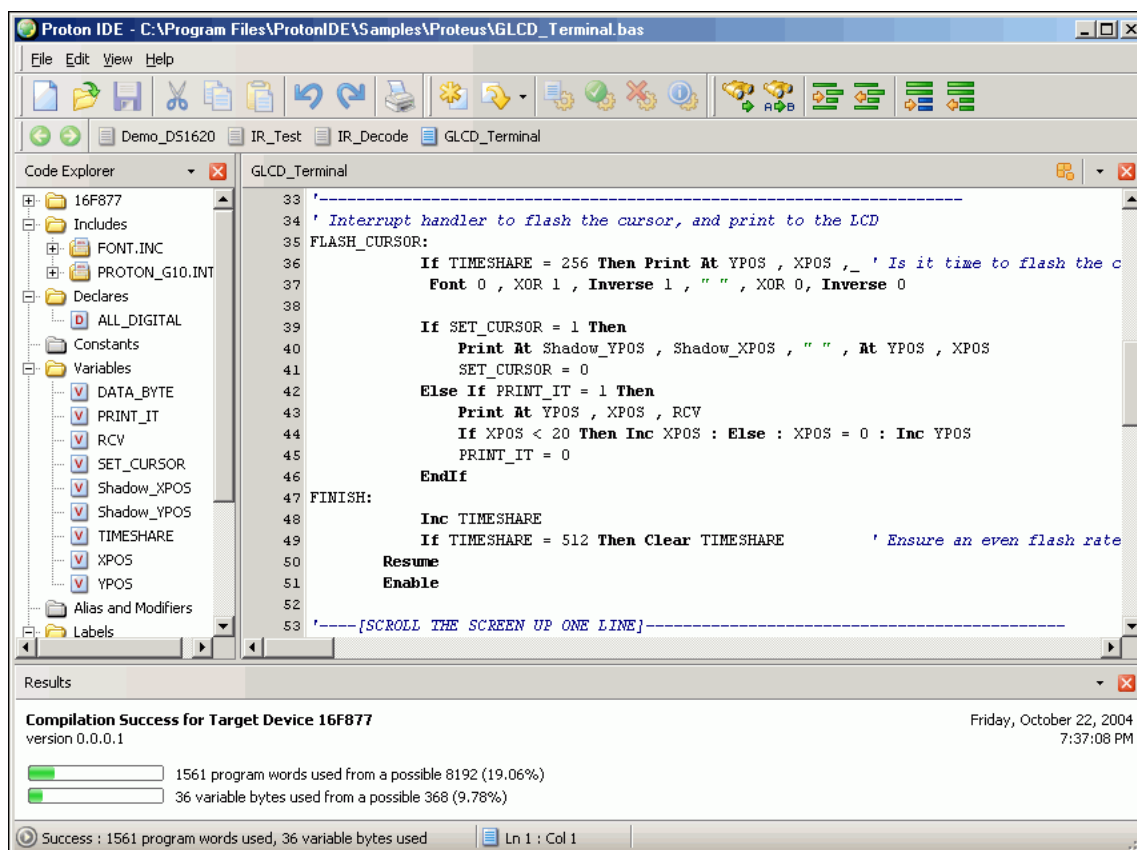 Proton IDE - C:\Program Files\ProtonIDE\Samples\Proteus\GLCD_Terminal.bas
File Edit View Help
A▸B
Demo_DS1620 IR_Test IR_Decode GLCD_Terminal
Code Explorer
16F877
Includes
FONT.INC
PROTON_G10.INT
Declares
D ALL_DIGITAL
Constants
Variables
V DATA_BYTE
V PRINT_IT
V RCV
V SET_CURSOR
V Shadow_XPOS
V Shadow_YPOS
V TIMESHARE
V XPOS
V YPOS
Alias and Modifiers
Labels
GLCD_Terminal
33 '---------------------------------------------------------------------
34 ' Interrupt handler to flash the cursor, and print to the LCD
35 FLASH_CURSOR:
36 If TIMESHARE = 256 Then Print At YPOS , XPOS ,_ ' Is it time to flash the c
37 Font 0 , XOR 1 , Inverse 1 , " " , XOR 0, Inverse 0
38
39 If SET_CURSOR = 1 Then
40 Print At Shadow_YPOS , Shadow_XPOS , " " , At YPOS , XPOS
41 SET_CURSOR = 0
42 Else If PRINT_IT = 1 Then
43 Print At YPOS , XPOS , RCV
44 If XPOS < 20 Then Inc XPOS : Else : XPOS = 0 : Inc YPOS
45 PRINT_IT = 0
46 EndIf
47 FINISH:
48 Inc TIMESHARE
49 If TIMESHARE = 512 Then Clear TIMESHARE ' Ensure an even flash rate
50 Resume
51 Enable
52
53 '----[SCROLL THE SCREEN UP ONE LINE]---------------------------------------------
Results
Compilation Success for Target Device 16F877
version 0.0.0.1
Friday, October 22, 2004
7:37:08 PM
1561 program words used from a possible 8192 (19.06%)
36 variable bytes used from a possible 368 (9.78%)
Success : 1561 program words used, 36 variable bytes used Ln 1 : Col 1